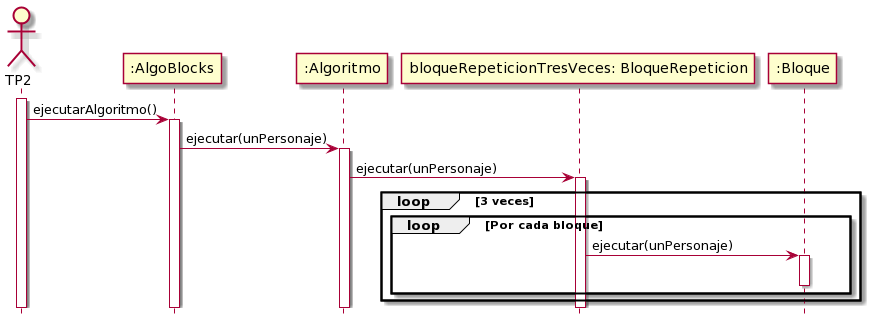 TP2
:AlgoBlocks
:Algoritmo
bloqueRepeticionTresVeces: BloqueRepeticion
:Bloque
ejecutarAlgoritmo()
ejecutar(unPersonaje)
ejecutar(unPersonaje)
loop [3 veces]
loop [Por cada bloque]
ejecutar(unPersonaje)